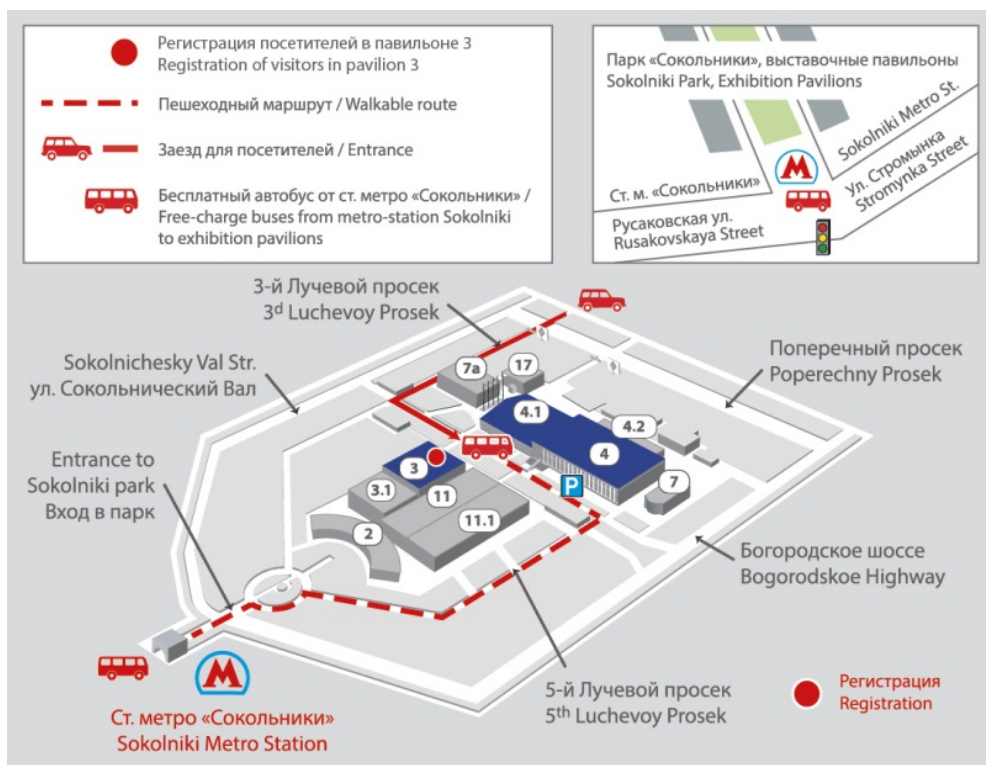 Регистрация посетителей в павильоне 3
Registration of visitors in pavilion 3
Пешеходный маршрут / Walkable route
Заезд для посетителей / Entrance
Бесплатный автобус от ст. метро «Сокольники» /
Free-charge buses from metro-station Sokolniki
to exhibition pavilions
Парк «Сокольники», выставочные павильоны
Sokolniki Park, Exhibition Pavilions
Sokolniki Metro St.
М
Ст. м. «Сокольники»
ул. Стромынка
Stromynka Street
Русаковская ул.
Rusakovskaya Street
3-й Лучевой просек
3d Luchevoy Prosek
Sokolnichesky Val Str.
ул. Сокольнический Вал
Поперечный просек
Poperechny Prosek
7a
17
4.1
4.2
4
Entrance to
Sokolniki park
Вход в парк
3
3.1
11
P
7
11.1
2
Богородское шоссе
Bogorodskoe Highway
М
Ст. метро «Сокольники»
Sokolniki Metro Station
5-й Лучевой просек
5th Luchevoy Prosek
Регистрация
Registration